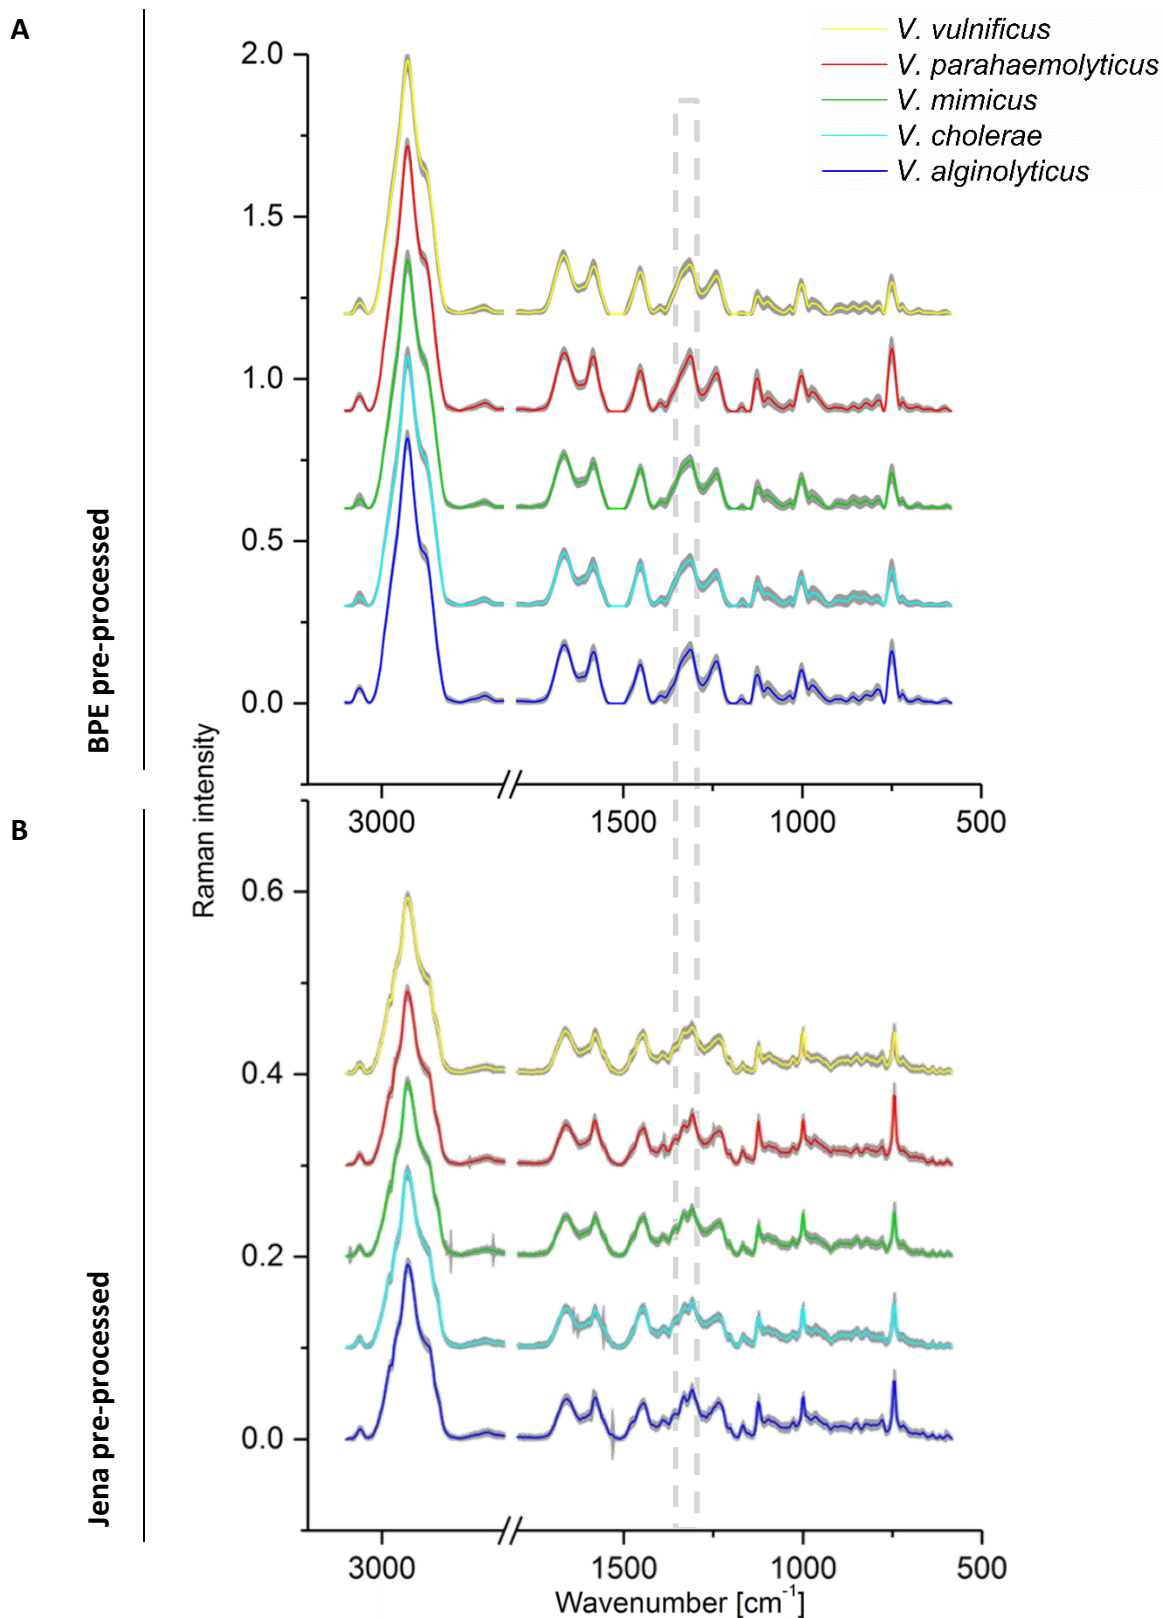 A
V. vulnificus
V. parahaemolyticus
V. mimicus
V. cholerae
V. alginolyticus
2.0
1.5
1.0
0.5
0.0
BPE pre-processed
Raman intensity
3000 1500 1000 500
B
0.6
0.4
0.2
0.0
Jena pre-processed
3000 1500 1000 500
Wavenumber [cm⁻¹]